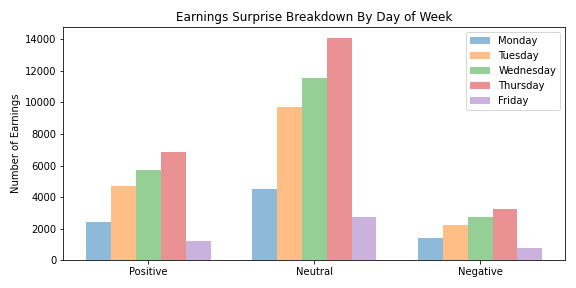 Earnings Surprise Breakdown By Day of Week
Number of Earnings
14000
12000
10000
8000
6000
4000
2000
0
Monday
Tuesday
Wednesday
Thursday
Friday
Positive
Neutral
Negative